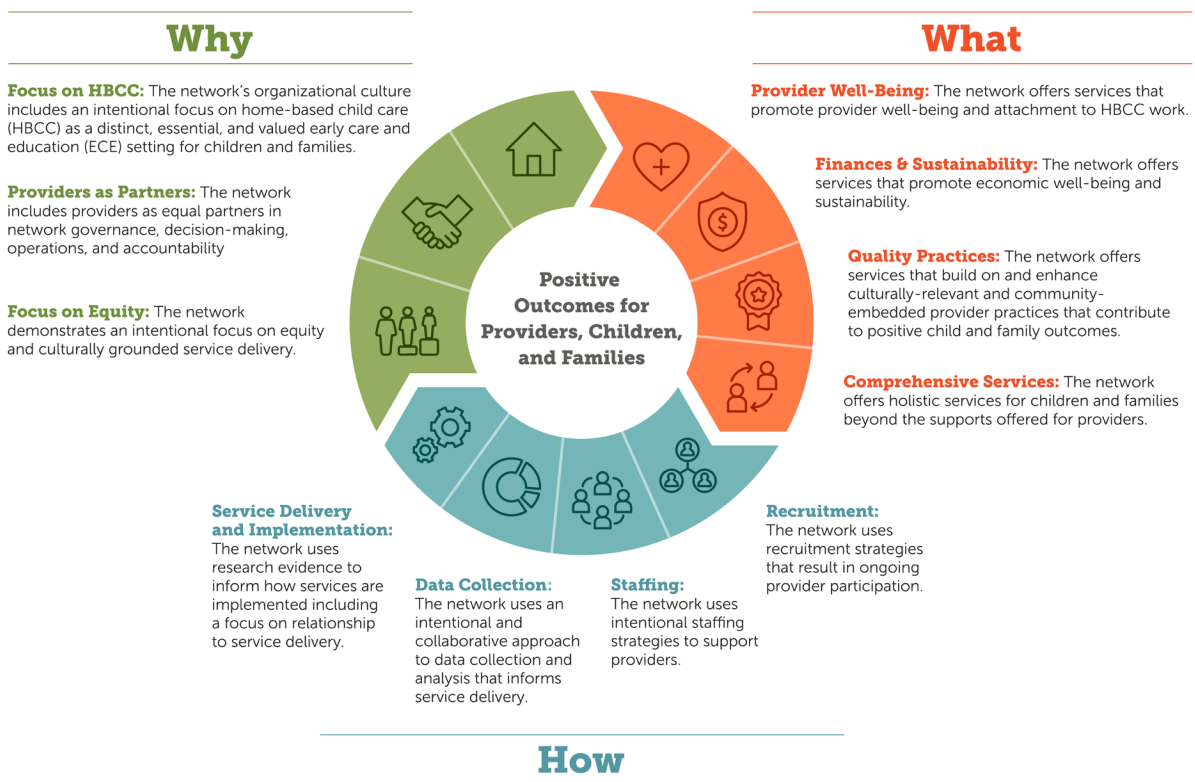 Why
Focus on HBCC: The network's organizational culture
includes an intentional focus on home-based child care
(HBCC) as a distinct, essential, and valued early care and
education (ECE) setting for children and families.
Providers as Partners: The network
includes providers as equal partners in
network governance, decision-making,
operations, and accountability
Focus on Equity: The network
demonstrates an intentional focus on equity
and culturally grounded service delivery.
What
Provider Well-Being: The network offers services that
promote provider well-being and attachment to HBCC work.
Finances & Sustainability: The network offers
services that promote economic well-being and
sustainability.
Quality Practices: The network offers
services that build on and enhance
culturally-relevant and community-
embedded provider practices that contribute
to positive child and family outcomes.
Comprehensive Services: The network
offers holistic services for children and families
beyond the supports offered for providers.
Positive
Outcomes for
Providers, Children,
and Families
$
Service Delivery
and Implementation:
The network uses
research evidence to
inform how services are
implemented including
a focus on relationship
to service delivery.
Data Collection:
The network uses an
intentional and
collaborative approach
to data collection and
analysis that informs
service delivery.
Staffing:
The network uses
intentional staffing
strategies to support
providers.
Recruitment:
The network uses
recruitment strategies
that result in ongoing
provider participation.
How